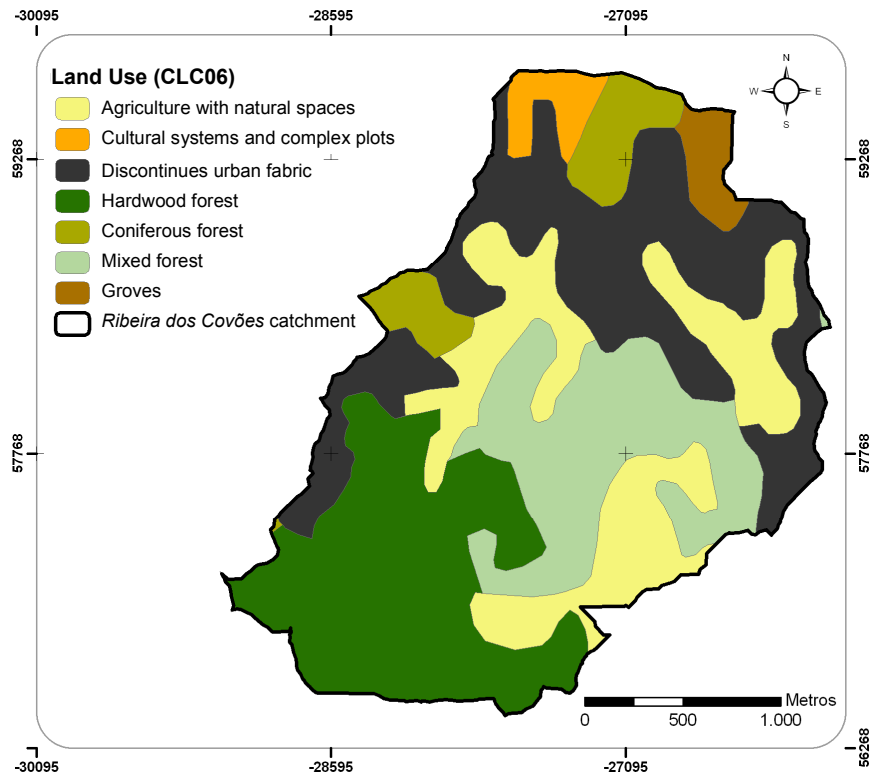 -30095
-28595
-27095
Land Use (CLC06)
Agriculture with natural spaces
Cultural systems and complex plots
Discontinues urban fabric
Hardwood forest
Coniferous forest
Mixed forest
Groves
Ribeira dos Covões catchment
N
W
E
S
59268
59268
57768
57768
56268
Metros
0
500
1.000
-30095
-28595
-27095